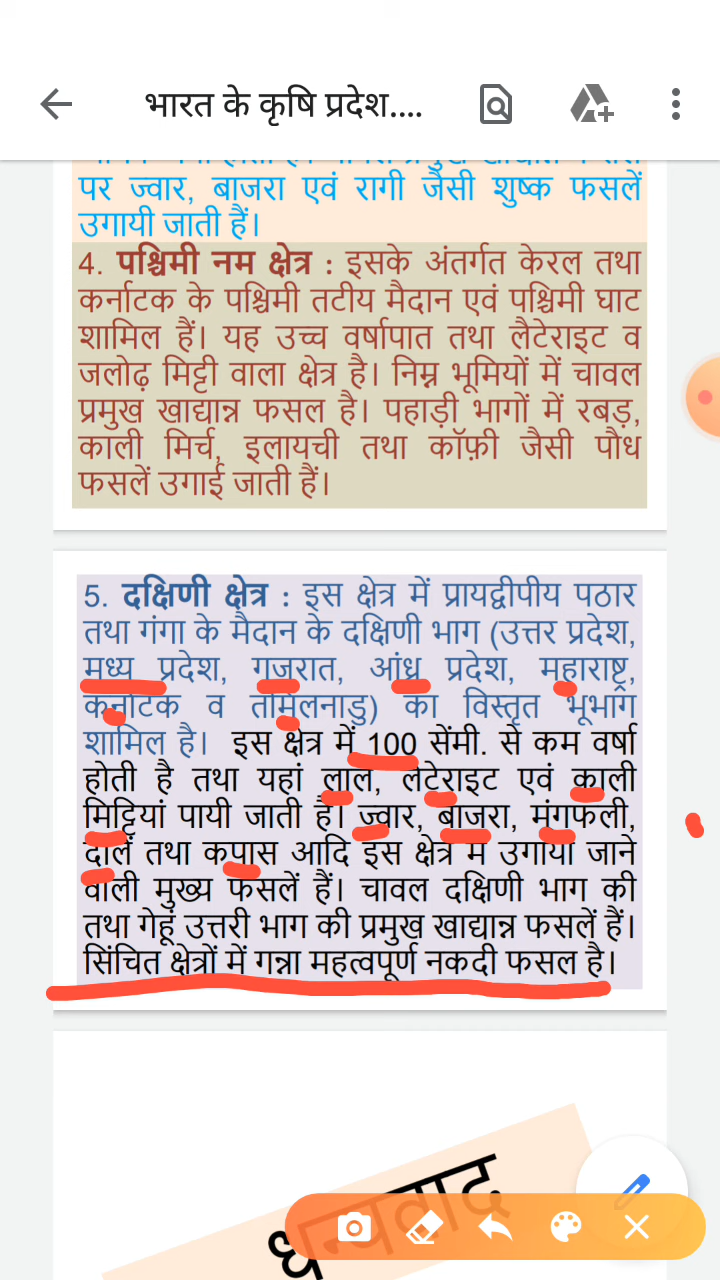 भारत के कृषि प्रदेश....
पर ज्वार, बाजरा एवं रागी जैसी शुष्क फसलें
उगायी जाती हैं।
4. पश्चिमी नम क्षेत्र : इसके अंतर्गत केरल तथा
कर्नाटक के पश्चिमी तटीय मैदान एवं पश्चिमी घाट
शामिल हैं। यह उच्च वर्षापात तथा लैटेराइट व
जलोढ़ मिट्टी वाला क्षेत्र है। निम्न भूमियों में चावल
प्रमुख खाद्यान्न फसल है। पहाड़ी भागों में रबड़,
काली मिर्च, इलायची तथा कॉफ़ी जैसी पौध
फसलें उगाई जाती हैं।
5. दक्षिणी क्षेत्र : इस क्षेत्र में प्रायद्वीपीय पठार
तथा गंगा के मैदान के दक्षिणी भाग (उत्तर प्रदेश,
मध्य प्रदेश, गुजरात, आंध्र प्रदेश, महाराष्ट्र,
कर्नाटक व तमिलनाडु) का विस्तृत भूभाग
शामिल है। इस क्षेत्र में 100 सेंमी. से कम वर्षा
होती है तथा यहां लाल, लैटेराइट एवं काली
मिट्टियां पायी जाती हैं। ज्वार, बाजरा, मूंगफली,
दालें तथा कपास आदि इस क्षेत्र में उगायी जाने
वाली मुख्य फसलें हैं। चावल दक्षिणी भाग की
तथा गेहूं उत्तरी भाग की प्रमुख खाद्यान्न फसलें हैं।
सिंचित क्षेत्रों में गन्ना महत्वपूर्ण नकदी फसल है।
धन्यवाद